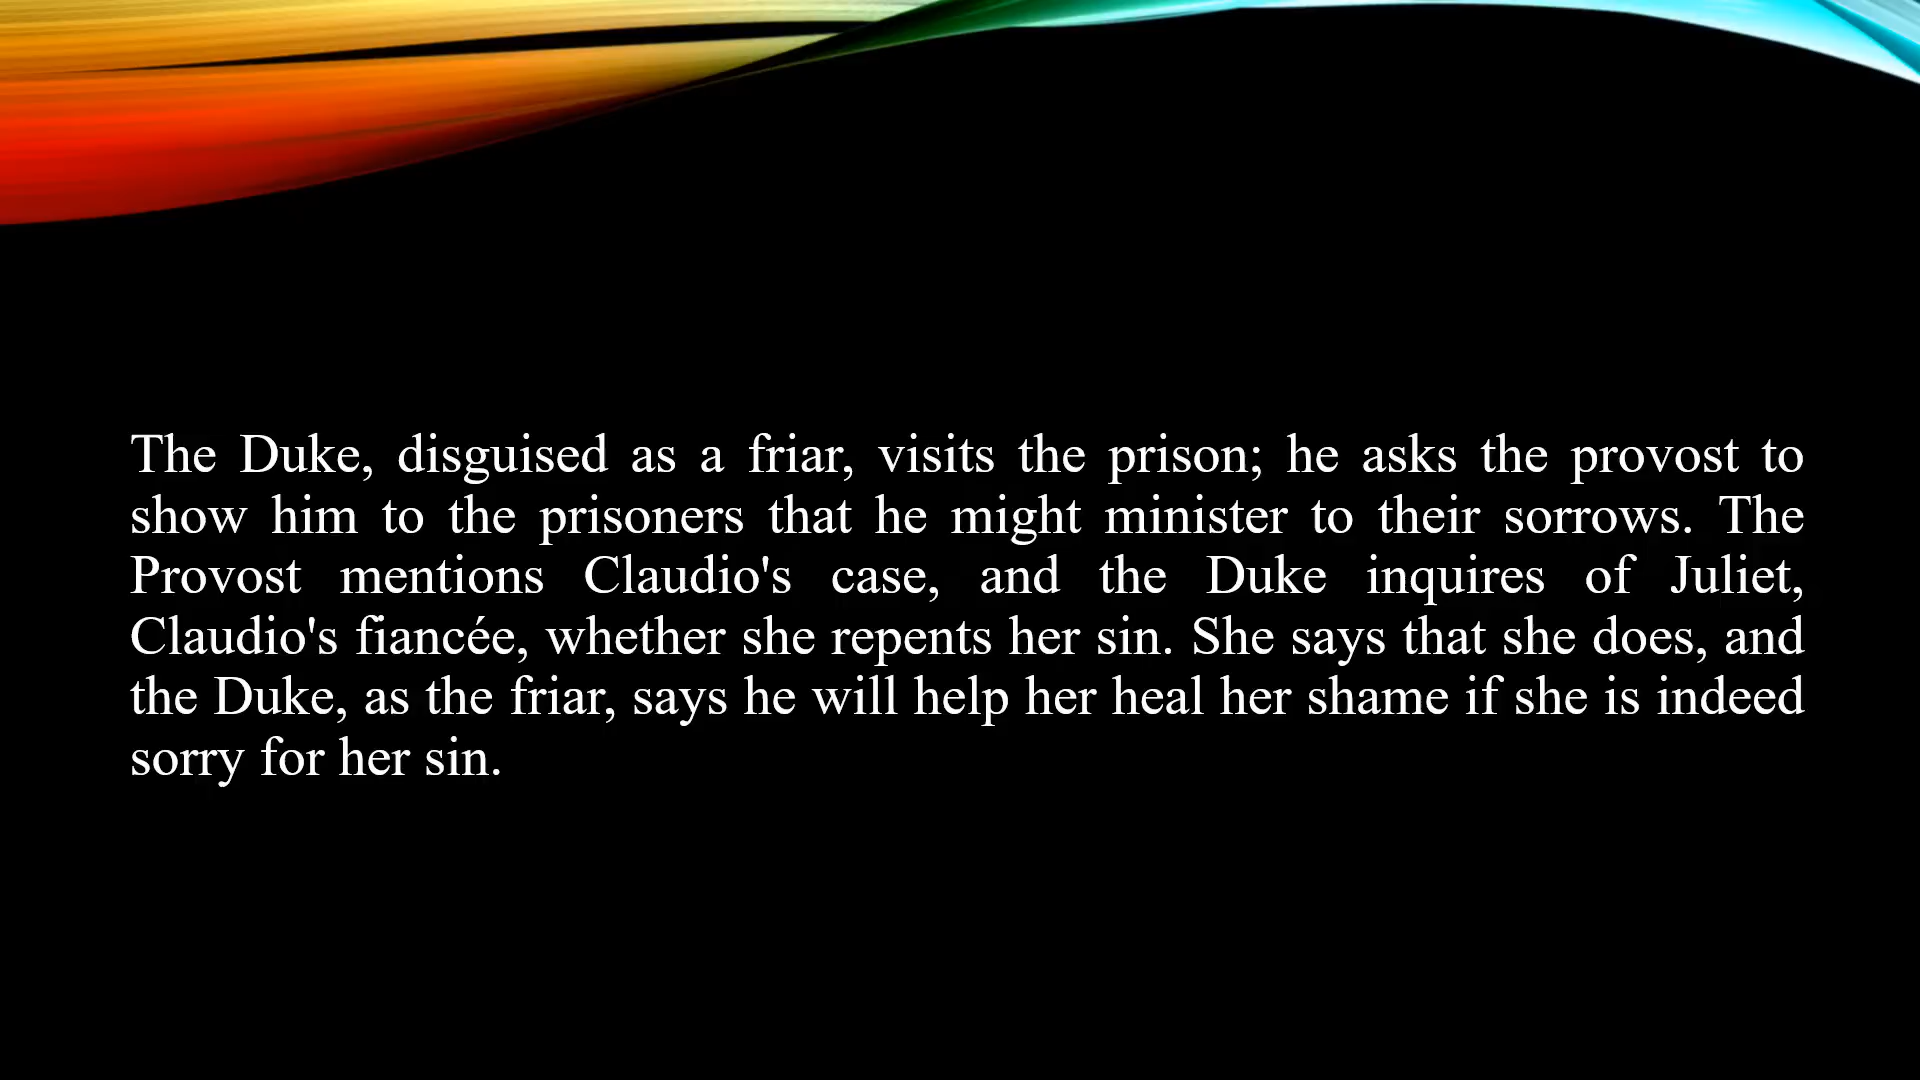 The Duke, disguised as a friar, visits the prison; he asks the provost to
show him to the prisoners that he might minister to their sorrows. The
Provost mentions Claudio's case, and the Duke inquires of Juliet,
Claudio's fiancée, whether she repents her sin. She says that she does, and
the Duke, as the friar, says he will help her heal her shame if she is indeed
sorry for her sin.